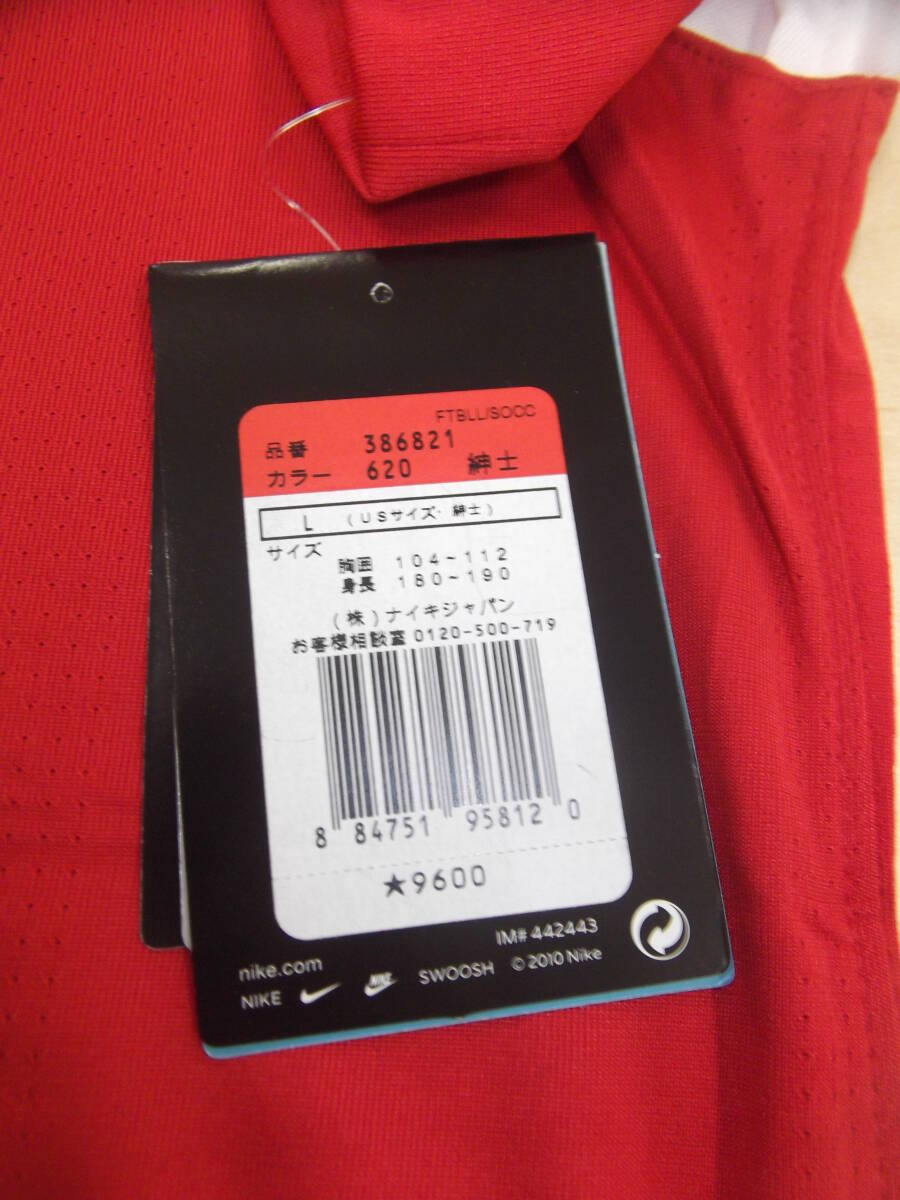 FTBLL/SOCC
品番 386821
カラー 620 紳士
L (USサイズ・紳士)
サイズ
胸囲 104~112
身長 180~190
(株)ナイキジャパン
お客様相談室 0120-500-719
8 84751 95812 0
★9600
IM# 442443
nike.com
NIKE NIKE SWOOSH © 2010 Nike